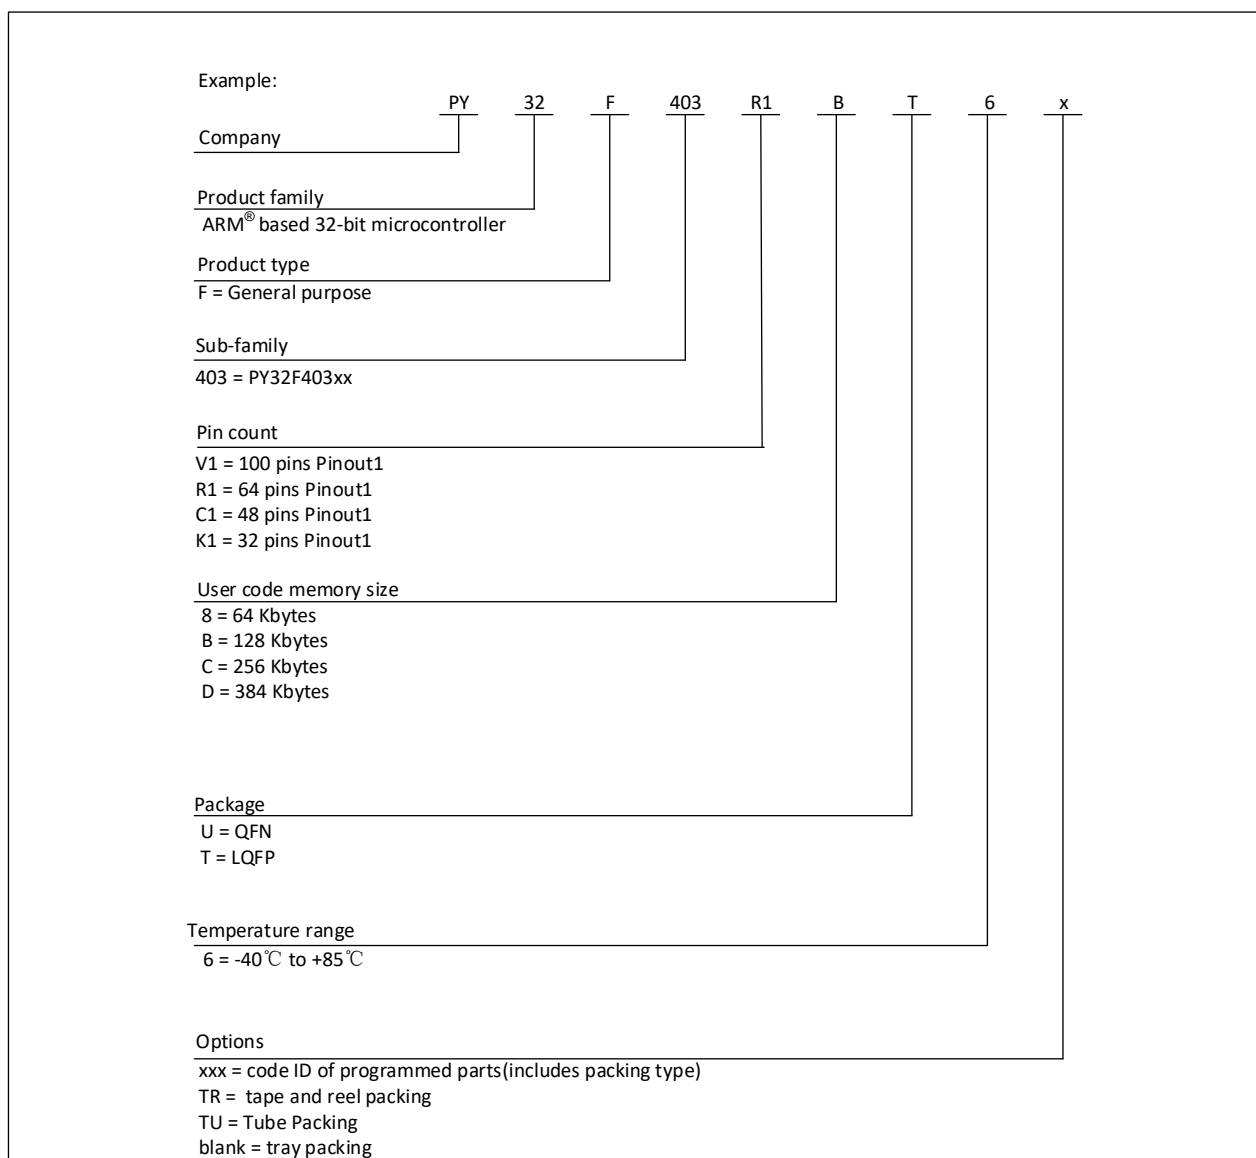 Example:
PY 32 F 403 R1 B T 6 x
Company
Product family
ARM® based 32-bit microcontroller
Product type
F = General purpose
Sub-family
403 = PY32F403xx
Pin count
V1 = 100 pins Pinout1
R1 = 64 pins Pinout1
C1 = 48 pins Pinout1
K1 = 32 pins Pinout1
User code memory size
8 = 64 Kbytes
B = 128 Kbytes
C = 256 Kbytes
D = 384 Kbytes
Package
U = QFN
T = LQFP
Temperature range
6 = -40℃ to +85℃
Options
xxx = code ID of programmed parts(includes packing type)
TR = tape and reel packing
TU = Tube Packing
blank = tray packing